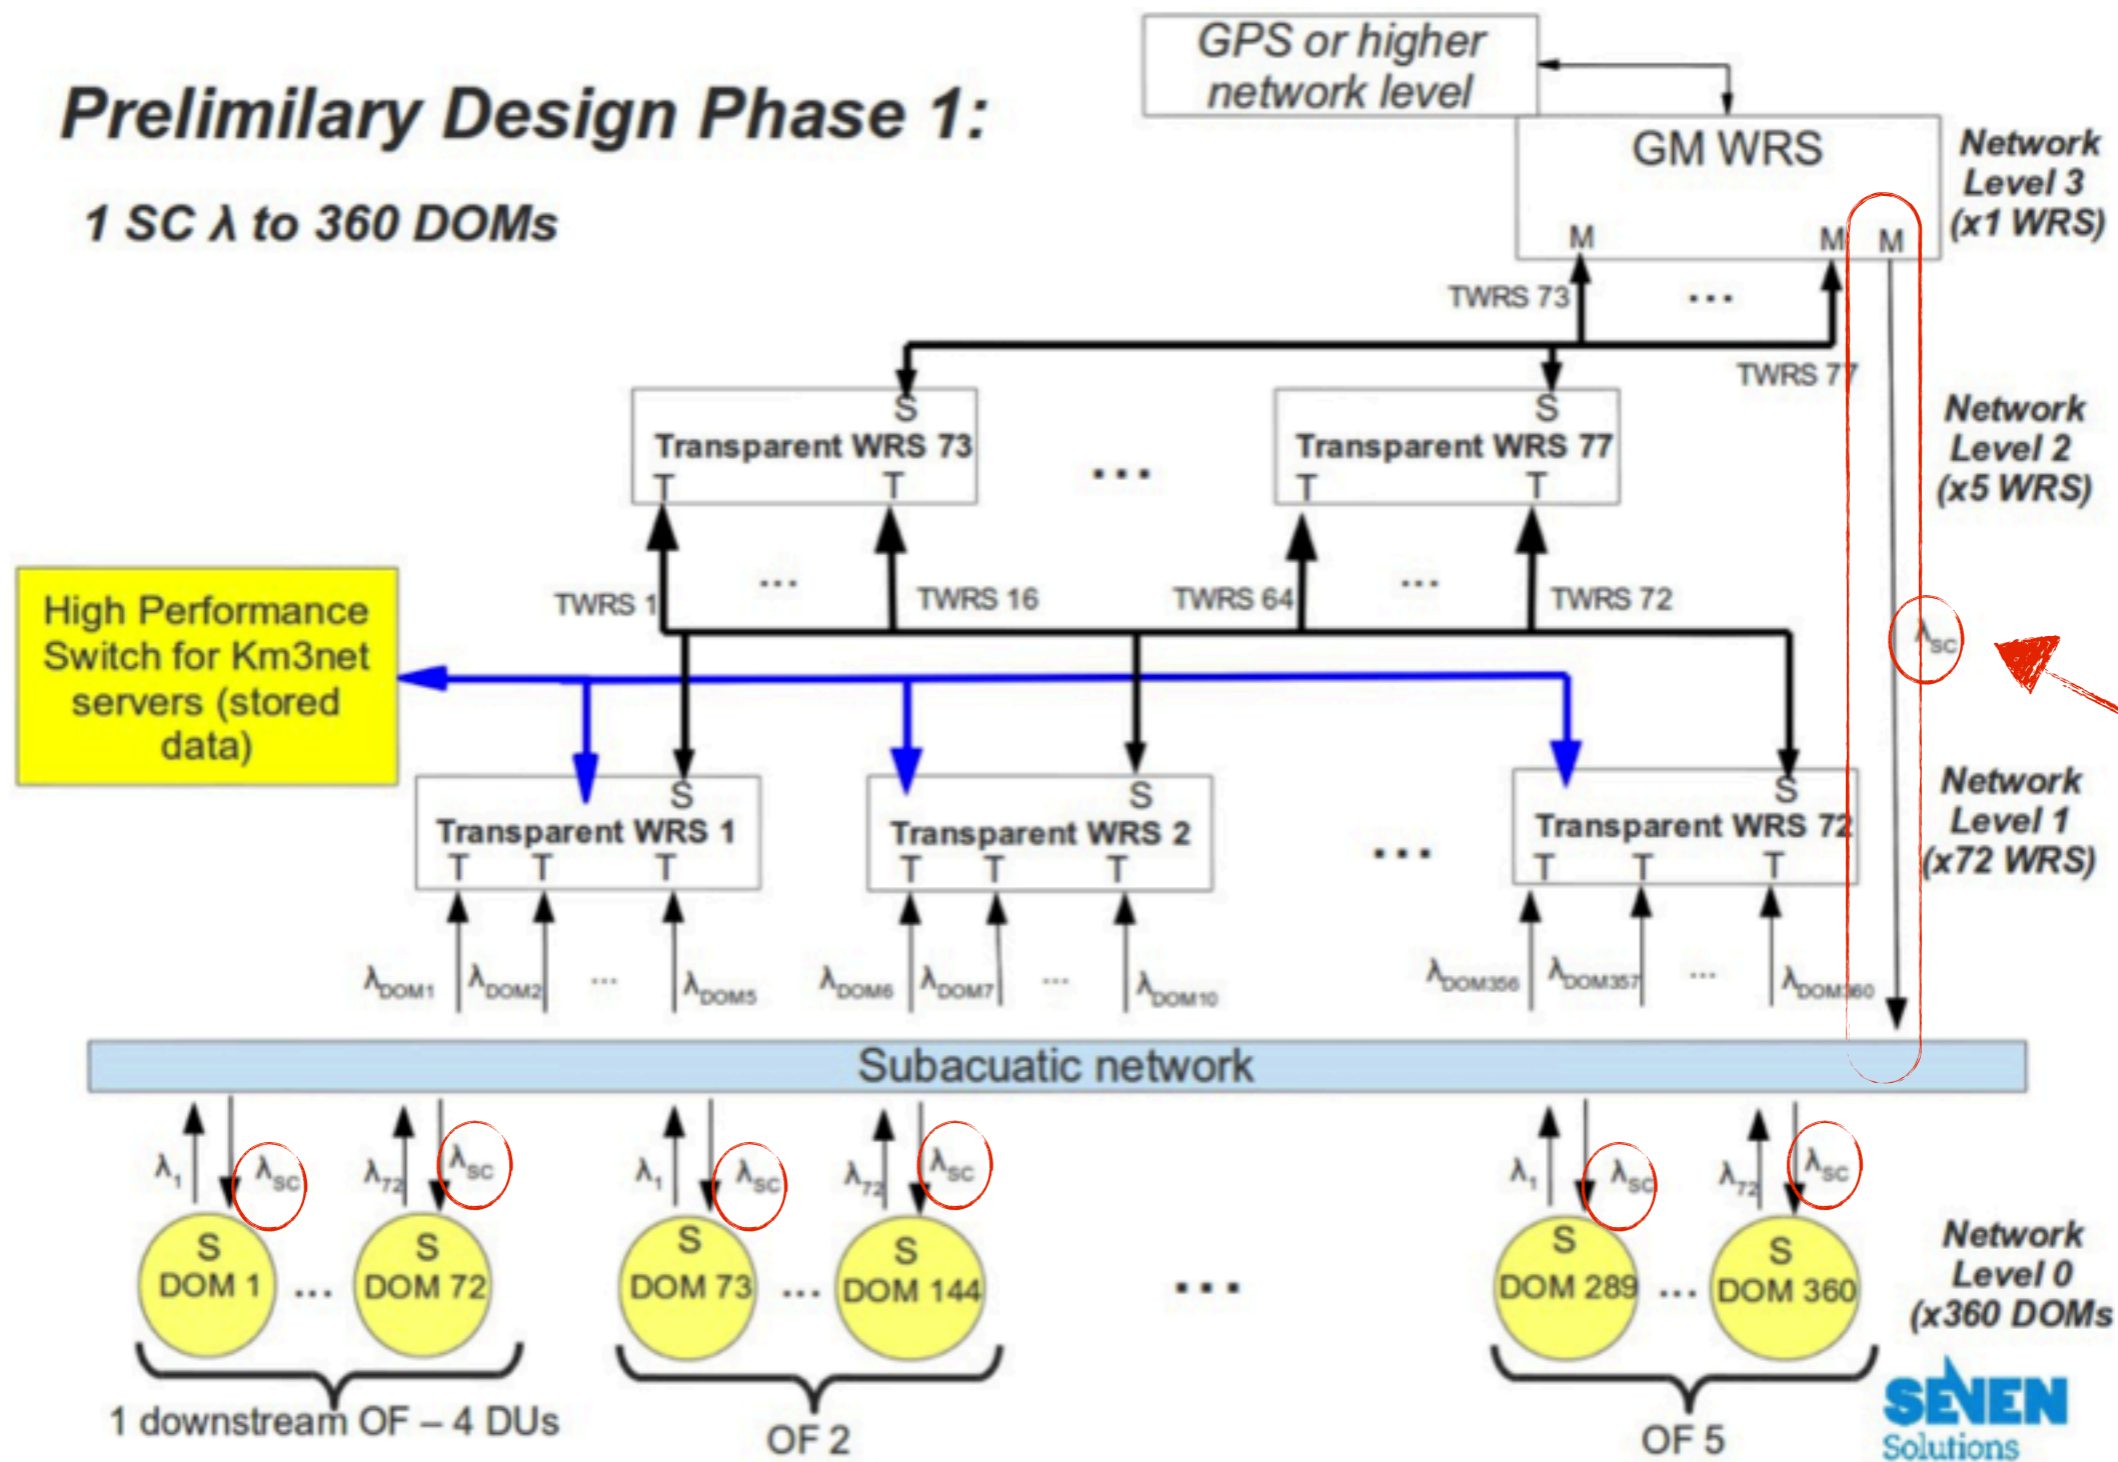 Prelimilary Design Phase 1:
1 SC λ to 360 DOMs
GPS or higher
network level
GM WRS
M
M
M
Network
Level 3
(x1 WRS)
TWRS 73
...
TWRS 77
S
Transparent WRS 73
T
T
...
S
Transparent WRS 77
T
T
Network
Level 2
(x5 WRS)
TWRS 1
...
TWRS 16
TWRS 64
...
TWRS 72
λSC
High Performance
Switch for Km3net
servers (stored
data)
S
Transparent WRS 1
T
T
T
S
Transparent WRS 2
T
T
T
...
S
Transparent WRS 72
T
T
T
Network
Level 1
(x72 WRS)
λDOM1
λDOM2
...
λDOM5
λDOM6
λDOM7
...
λDOM10
λDOM356
λDOM357
...
λDOM360
Subacuatic network
λ1
λSC
λ72
λSC
λ1
λSC
λ72
λSC
λ1
λSC
λ72
λSC
S
DOM 1
...
S
DOM 72
S
DOM 73
...
S
DOM 144
...
S
DOM 289
...
S
DOM 360
Network
Level 0
(x360 DOMs
1 downstream OF – 4 DUs
OF 2
OF 5
SEVEN
Solutions